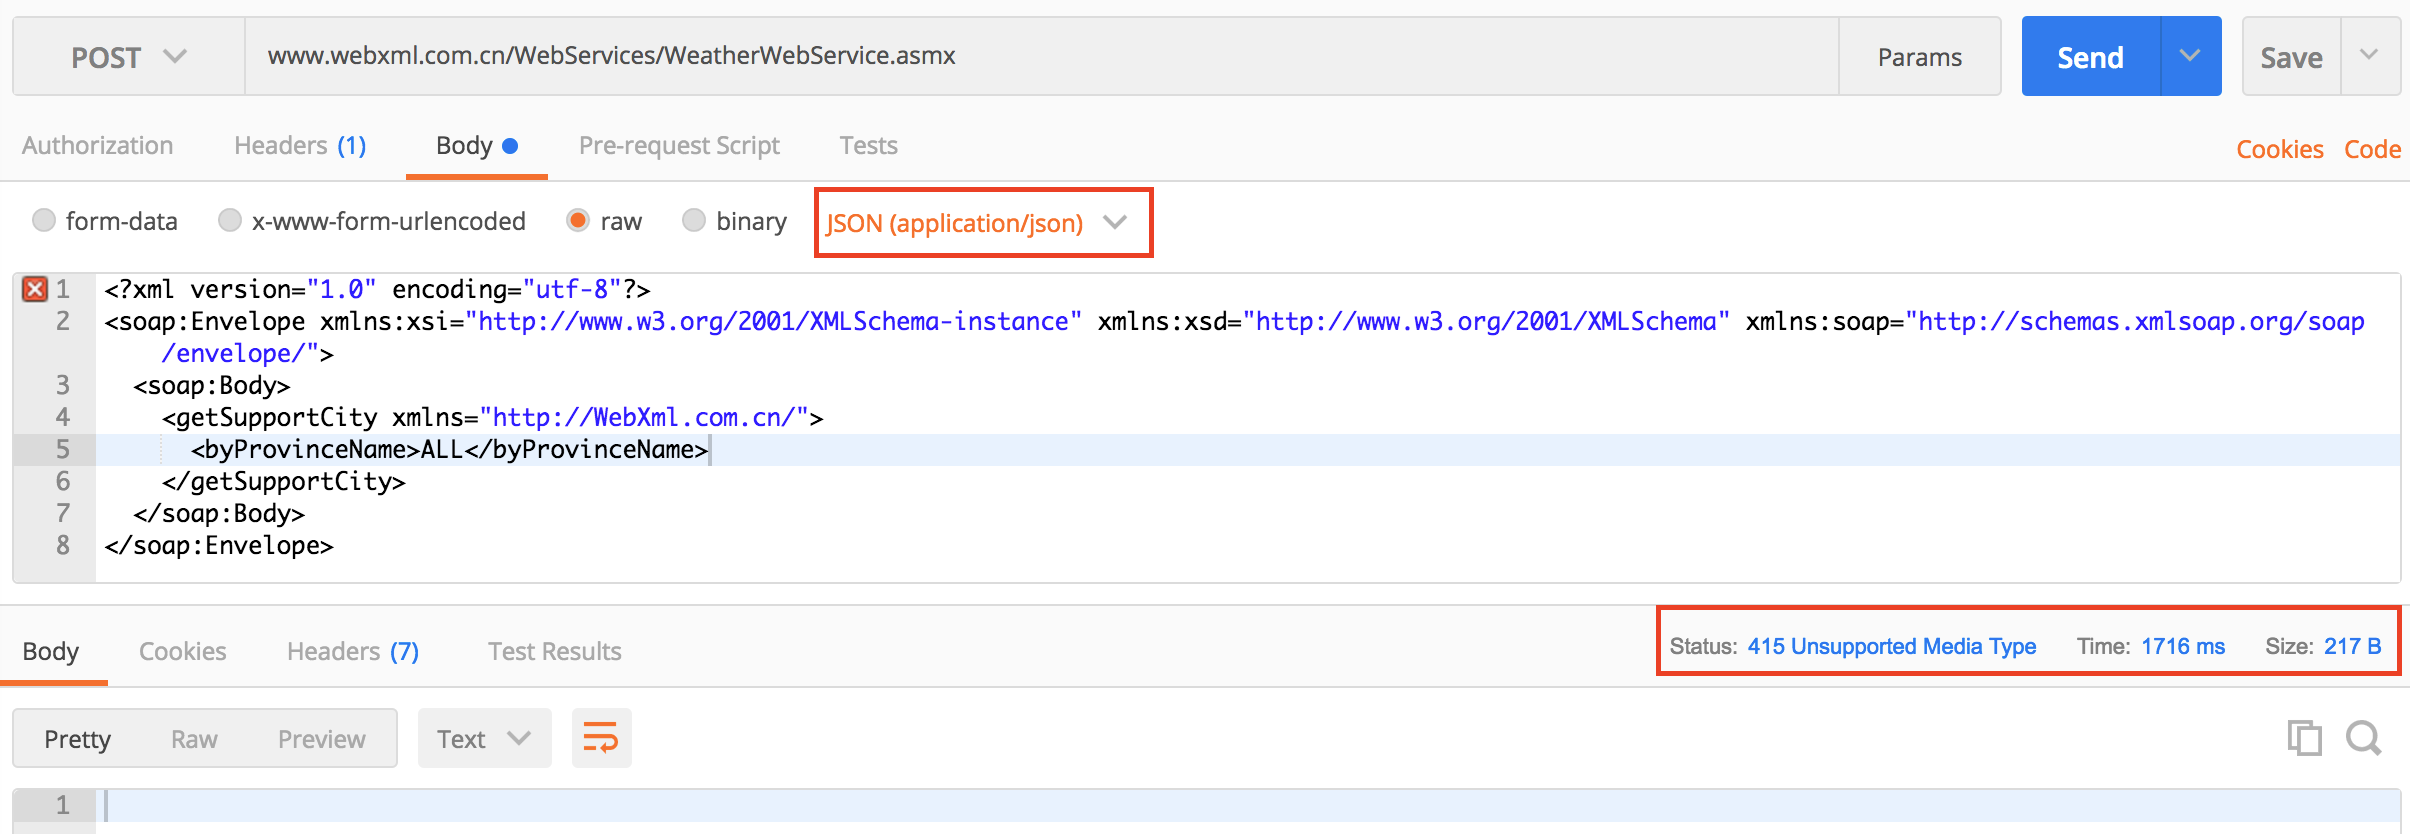 POST www.webxml.com.cn/WebServices/WeatherWebService.asmx Params Send Save
Authorization Headers (1) Body Pre-request Script Tests Cookies Code
form-data x-www-form-urlencoded raw binary JSON (application/json)
1 <?xml version="1.0" encoding="utf-8"?>
2 <soap:Envelope xmlns:xsi="http://www.w3.org/2001/XMLSchema-instance" xmlns:xsd="http://www.w3.org/2001/XMLSchema" xmlns:soap="http://schemas.xmlsoap.org/soap
/envelope/">
3 <soap:Body>
4 <getSupportCity xmlns="http://WebXml.com.cn/">
5 <byProvinceName>ALL</byProvinceName>
6 </getSupportCity>
7 </soap:Body>
8 </soap:Envelope>
Body Cookies Headers (7) Test Results Status: 415 Unsupported Media Type Time: 1716 ms Size: 217 B
Pretty Raw Preview Text
1